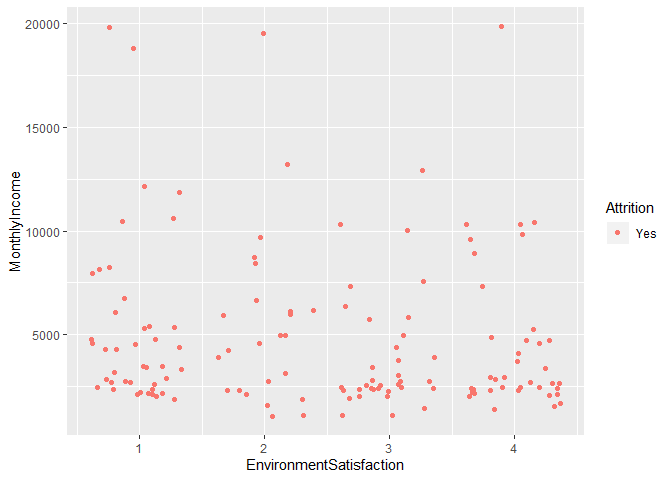 20000
15000
10000
5000
MonthlyIncome
1 2 3 4
EnvironmentSatisfaction
Attrition
Yes